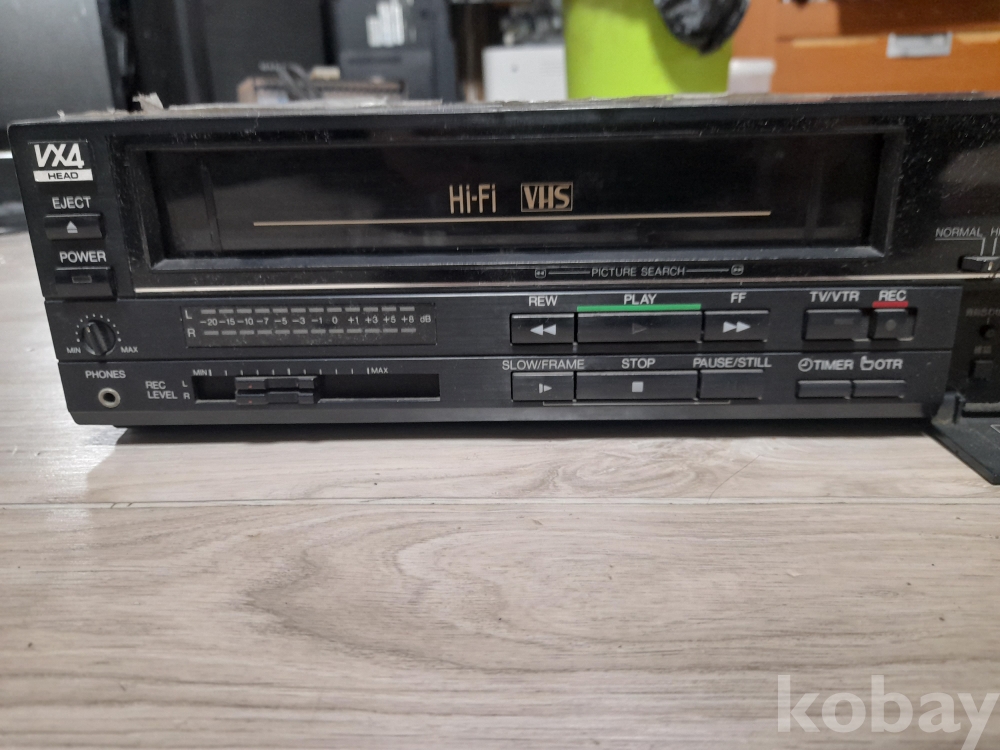 VX4
HEAD
EJECT
POWER
Hi-Fi VHS
PICTURE SEARCH
NORMAL
L
-20 -15 -10 -7 -5 -3 -1 0 +1 +3 +5 +8 dB
R
MIN MAX
REW PLAY FF TV/VTR REC
PHONES
REC LEVEL
L
R
MIN MAX
SLOW/FRAME STOP PAUSE/STILL TIMER OTR
kobay